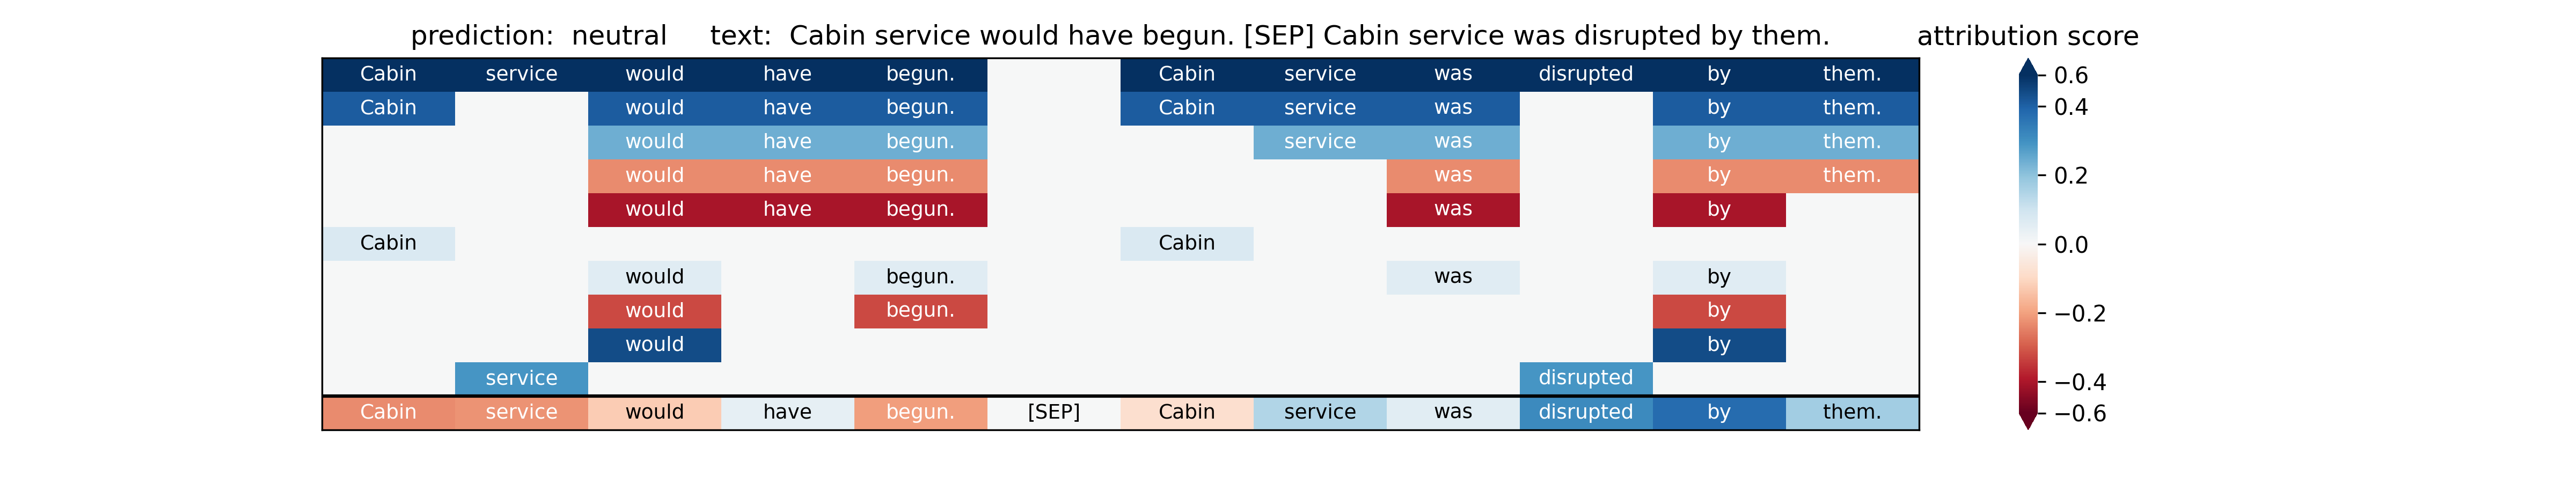 prediction: neutral text: Cabin service would have begun. [SEP] Cabin service was disrupted by them. attribution score
Cabin service would have begun. Cabin service was disrupted by them. 0.6
Cabin would have begun. Cabin service was by them. 0.4
would have begun. service was by them.
would have begun. was by them. 0.2
would have begun. was by
Cabin Cabin 0.0
would begun. was by
would begun. by −0.2
would by
service disrupted −0.4
Cabin service would have begun. [SEP] Cabin service was disrupted by them. −0.6